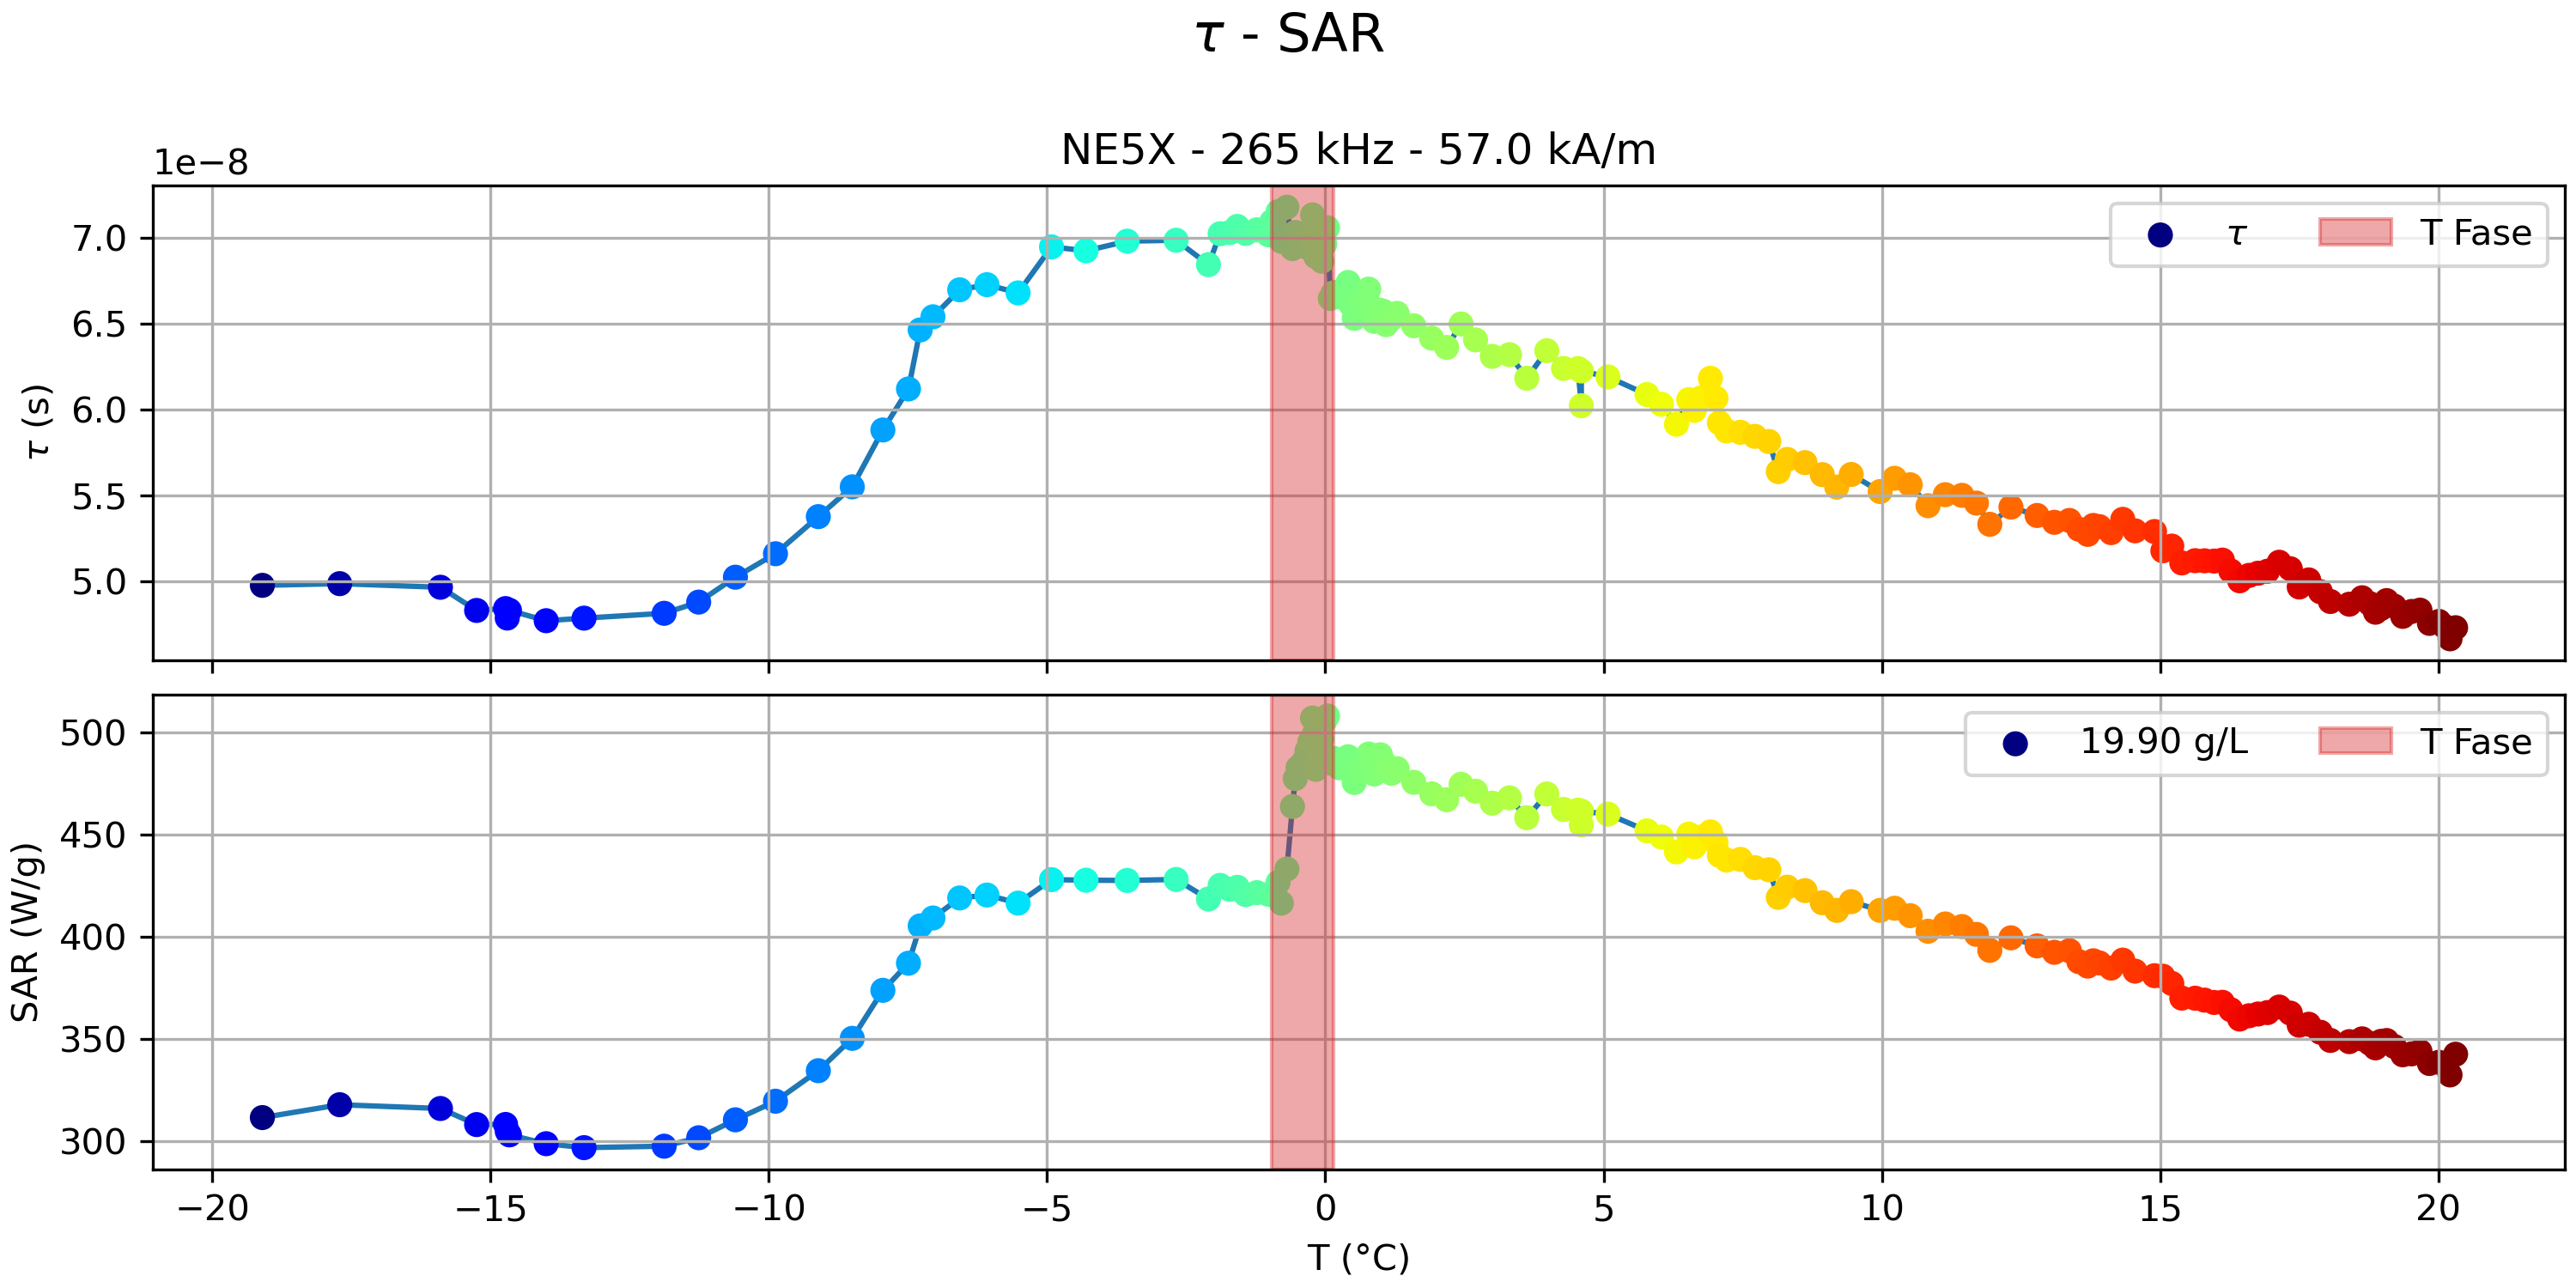 τ - SAR
NE5X - 265 kHz - 57.0 kA/m
1e−8
7.0
6.5
6.0
5.5
5.0
τ (s)
τ T Fase
500
450
400
350
300
SAR (W/g)
19.90 g/L T Fase
−20 −15 −10 −5 0 5 10 15 20
T (°C)